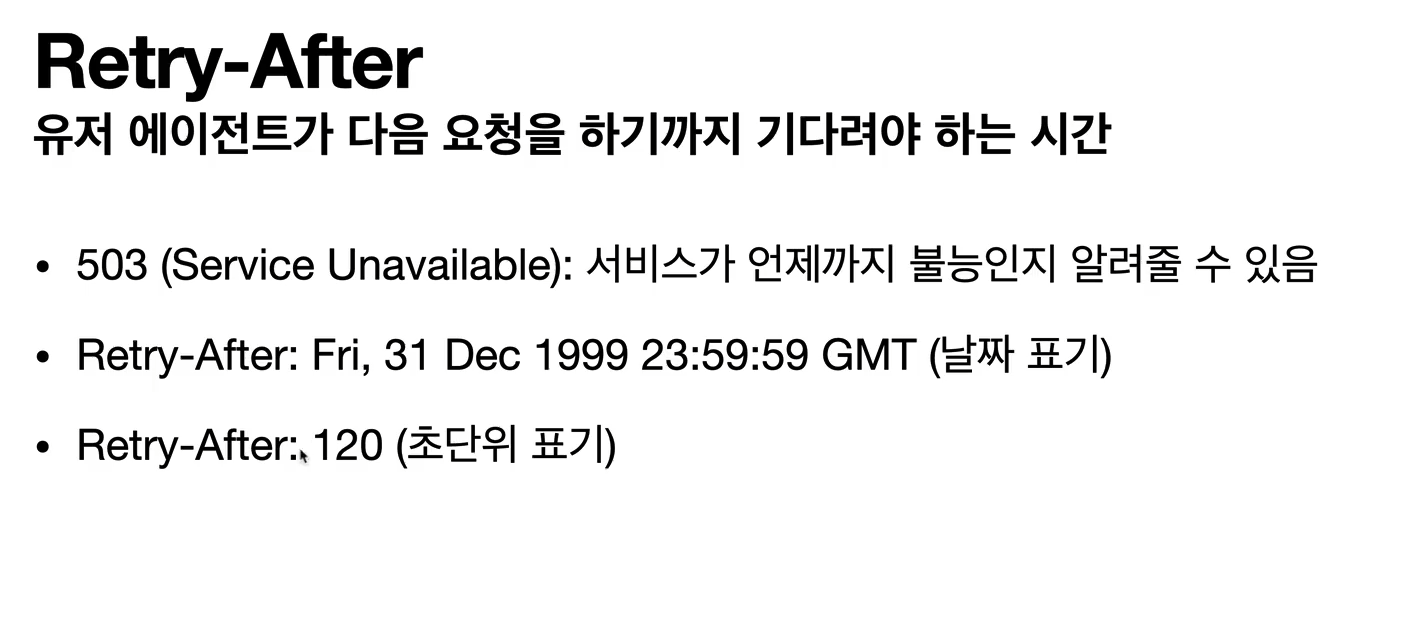 Retry-After
유저 에이전트가 다음 요청을 하기까지 기다려야 하는 시간
• 503 (Service Unavailable): 서비스가 언제까지 불능인지 알려줄 수 있음
• Retry-After: Fri, 31 Dec 1999 23:59:59 GMT (날짜 표기)
• Retry-After: 120 (초단위 표기)